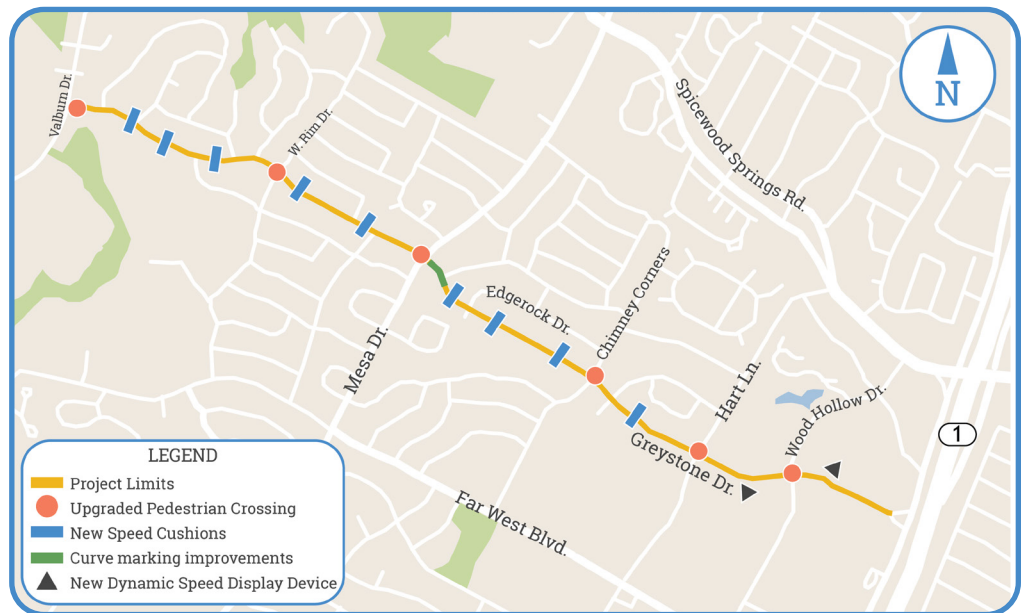 N
Valburn Dr.
W. Rim Dr.
Spicewood Springs Rd.
Mesa Dr.
Edgerock Dr.
Chimney Corners
Hart Ln.
Wood Hollow Dr.
Greystone Dr.
Far West Blvd.
1
LEGEND
Project Limits
Upgraded Pedestrian Crossing
New Speed Cushions
Curve marking improvements
New Dynamic Speed Display Device